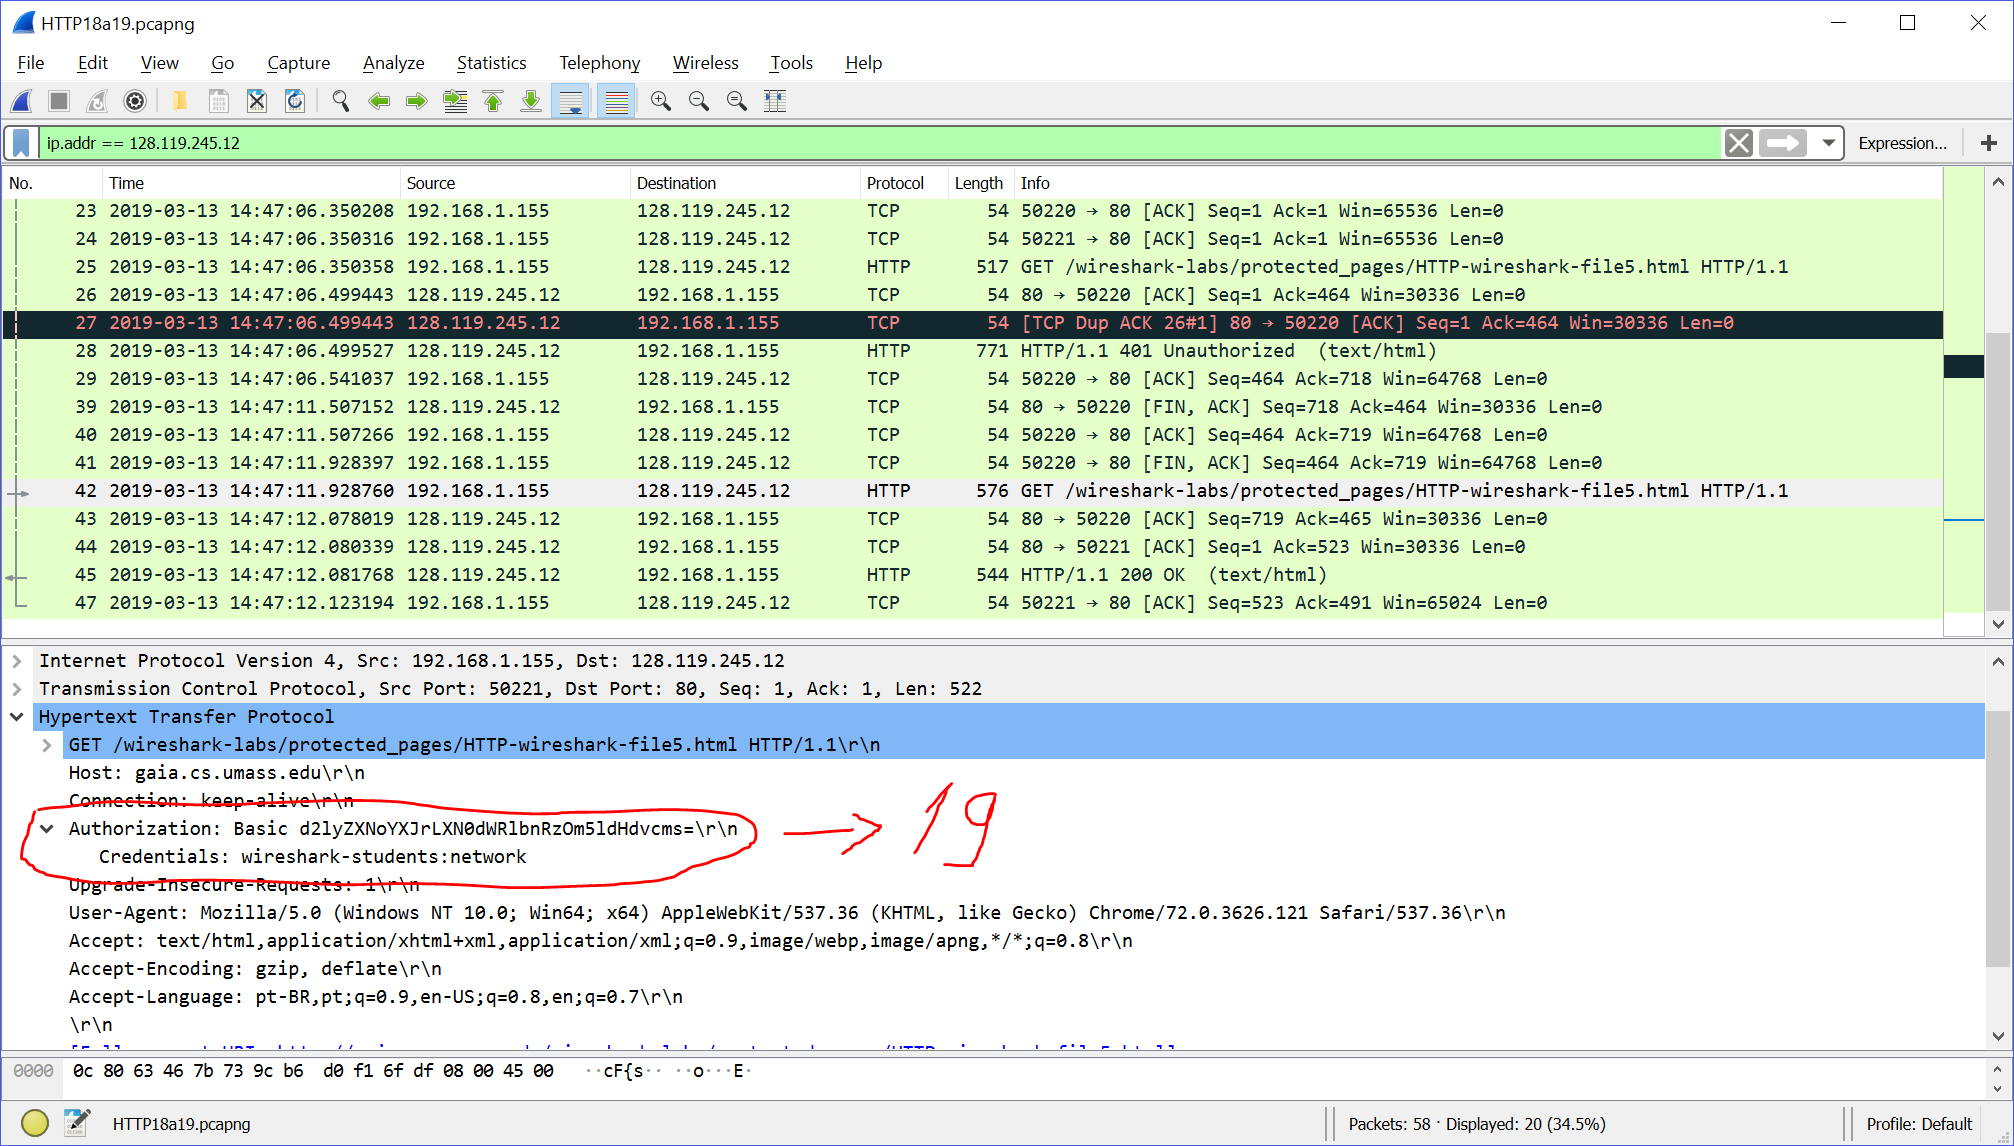 HTTP18a19.pcapng
File Edit View Go Capture Analyze Statistics Telephony Wireless Tools Help
ip.addr == 128.119.245.12 Expression... +
No. Time Source Destination Protocol Length Info
23 2019-03-13 14:47:06.350208 192.168.1.155 128.119.245.12 TCP 54 50220 → 80 [ACK] Seq=1 Ack=1 Win=65536 Len=0
24 2019-03-13 14:47:06.350316 192.168.1.155 128.119.245.12 TCP 54 50221 → 80 [ACK] Seq=1 Ack=1 Win=65536 Len=0
25 2019-03-13 14:47:06.350358 192.168.1.155 128.119.245.12 HTTP 517 GET /wireshark-labs/protected_pages/HTTP-wireshark-file5.html HTTP/1.1
26 2019-03-13 14:47:06.499443 128.119.245.12 192.168.1.155 TCP 54 80 → 50220 [ACK] Seq=1 Ack=464 Win=30336 Len=0
27 2019-03-13 14:47:06.499443 128.119.245.12 192.168.1.155 TCP 54 [TCP Dup ACK 26#1] 80 → 50220 [ACK] Seq=1 Ack=464 Win=30336 Len=0
28 2019-03-13 14:47:06.499527 128.119.245.12 192.168.1.155 HTTP 771 HTTP/1.1 401 Unauthorized (text/html)
29 2019-03-13 14:47:06.541037 192.168.1.155 128.119.245.12 TCP 54 50220 → 80 [ACK] Seq=464 Ack=718 Win=64768 Len=0
39 2019-03-13 14:47:11.507152 128.119.245.12 192.168.1.155 TCP 54 80 → 50220 [FIN, ACK] Seq=718 Ack=464 Win=30336 Len=0
40 2019-03-13 14:47:11.507266 192.168.1.155 128.119.245.12 TCP 54 50220 → 80 [ACK] Seq=464 Ack=719 Win=64768 Len=0
41 2019-03-13 14:47:11.928397 192.168.1.155 128.119.245.12 TCP 54 50220 → 80 [FIN, ACK] Seq=464 Ack=719 Win=64768 Len=0
42 2019-03-13 14:47:11.928760 192.168.1.155 128.119.245.12 HTTP 576 GET /wireshark-labs/protected_pages/HTTP-wireshark-file5.html HTTP/1.1
43 2019-03-13 14:47:12.078019 128.119.245.12 192.168.1.155 TCP 54 80 → 50220 [ACK] Seq=719 Ack=465 Win=30336 Len=0
44 2019-03-13 14:47:12.080339 128.119.245.12 192.168.1.155 TCP 54 80 → 50221 [ACK] Seq=1 Ack=523 Win=30336 Len=0
45 2019-03-13 14:47:12.081768 128.119.245.12 192.168.1.155 HTTP 544 HTTP/1.1 200 OK (text/html)
47 2019-03-13 14:47:12.123194 192.168.1.155 128.119.245.12 TCP 54 50221 → 80 [ACK] Seq=523 Ack=491 Win=65024 Len=0
Internet Protocol Version 4, Src: 192.168.1.155, Dst: 128.119.245.12
Transmission Control Protocol, Src Port: 50221, Dst Port: 80, Seq: 1, Ack: 1, Len: 522
Hypertext Transfer Protocol
GET /wireshark-labs/protected_pages/HTTP-wireshark-file5.html HTTP/1.1\r\n
Host: gaia.cs.umass.edu\r\n
Connection: keep-alive\r\n
Authorization: Basic d2lyZXNoYXJrLXN0dWRlbnRzOm5ldHdvcms=\r\n → 19
Credentials: wireshark-students:network
Upgrade-Insecure-Requests: 1\r\n
User-Agent: Mozilla/5.0 (Windows NT 10.0; Win64; x64) AppleWebKit/537.36 (KHTML, like Gecko) Chrome/72.0.3626.121 Safari/537.36\r\n
Accept: text/html,application/xhtml+xml,application/xml;q=0.9,image/webp,image/apng,*/*;q=0.8\r\n
Accept-Encoding: gzip, deflate\r\n
Accept-Language: pt-BR,pt;q=0.9,en-US;q=0.8,en;q=0.7\r\n
\r\n
0000 0c 80 63 46 7b 73 9c b6 d0 f1 6f df 08 00 45 00 ··cF{s·· ··o···E·
HTTP18a19.pcapng Packets: 58 · Displayed: 20 (34.5%) Profile: Default